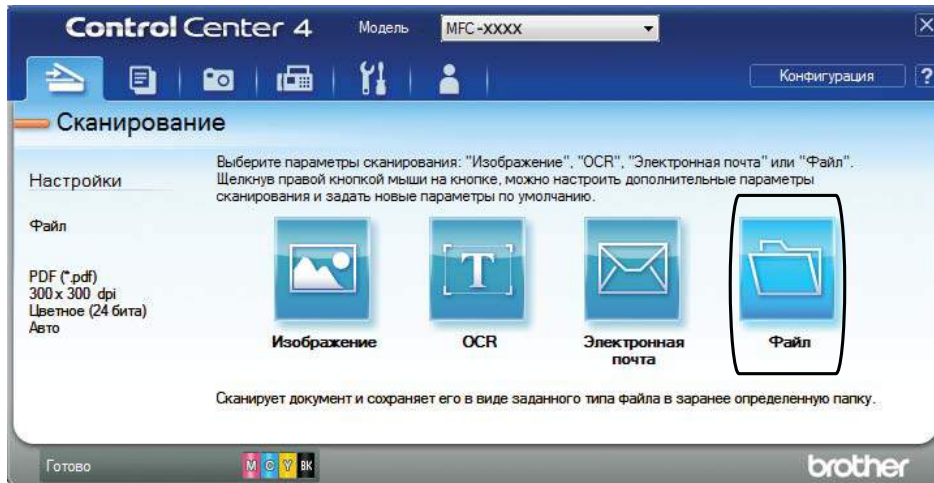 Control Center 4 Модель MFC-XXXX X
Конфигурация ?
Сканирование
Настройки
Файл
PDF (*.pdf)
300 x 300 dpi
Цветное (24 бита)
Авто
Выберите параметры сканирования: "Изображение", "OCR", "Электронная почта" или "Файл".
Щелкнув правой кнопкой мыши на кнопке, можно настроить дополнительные параметры
сканирования и задать новые параметры по умолчанию.
T
Изображение
OCR
Электронная
почта
Файл
Сканирует документ и сохраняет его в виде заданного типа файла в заранее определенную папку.
Готово M C Y BK brother